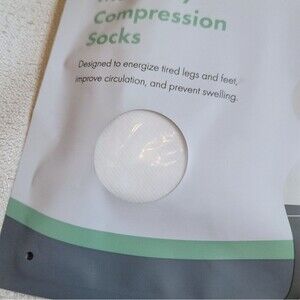 Compression
Socks
Designed to energize tired legs and feet,
improve circulation, and prevent swelling.